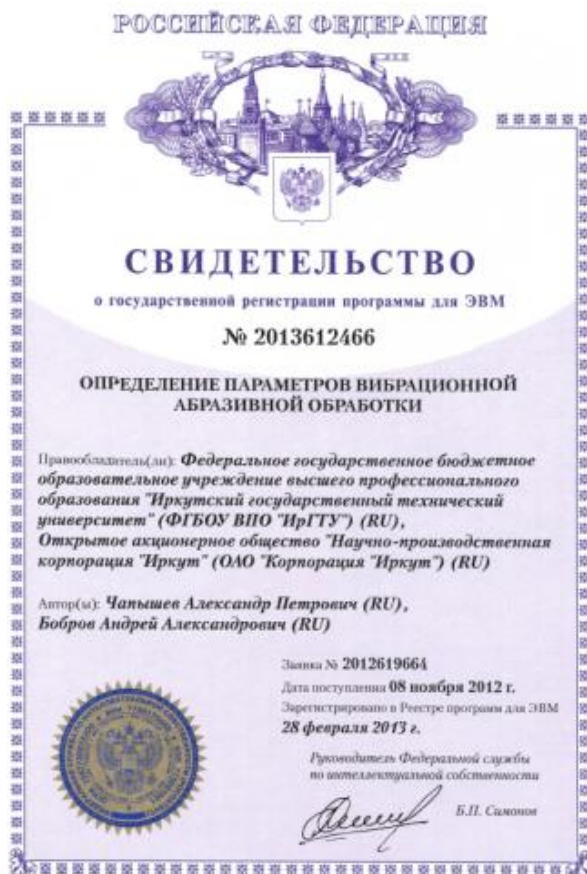 РОССИЙСКАЯ ФЕДЕРАЦИЯ
СВИДЕТЕЛЬСТВО
о государственной регистрации программы для ЭВМ
№ 2013612466
ОПРЕДЕЛЕНИЕ ПАРАМЕТРОВ ВИБРАЦИОННОЙ
АБРАЗИВНОЙ ОБРАБОТКИ
Правообладатель(ли): Федеральное государственное бюджетное
образовательное учреждение высшего профессионального
образования "Иркутский государственный технический
университет" (ФГБОУ ВПО "ИрГТУ") (RU),
Открытое акционерное общество "Научно-производственная
корпорация "Иркут" (ОАО "Корпорация "Иркут") (RU)
Автор(ы): Чапышев Александр Петрович (RU),
Бобров Андрей Александрович (RU)
Заявка № 2012619664
Дата поступления 08 ноября 2012 г.
Зарегистрировано в Реестре программ для ЭВМ
28 февраля 2013 г.
Руководитель Федеральной службы
по интеллектуальной собственности
Б.П. Симонов